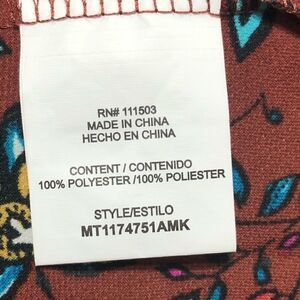 RN# 111503
MADE IN CHINA
HECHO EN CHINA
CONTENT / CONTENIDO
100% POLYESTER /100% POLIESTER
STYLE/ESTILO
MT1174751AMK